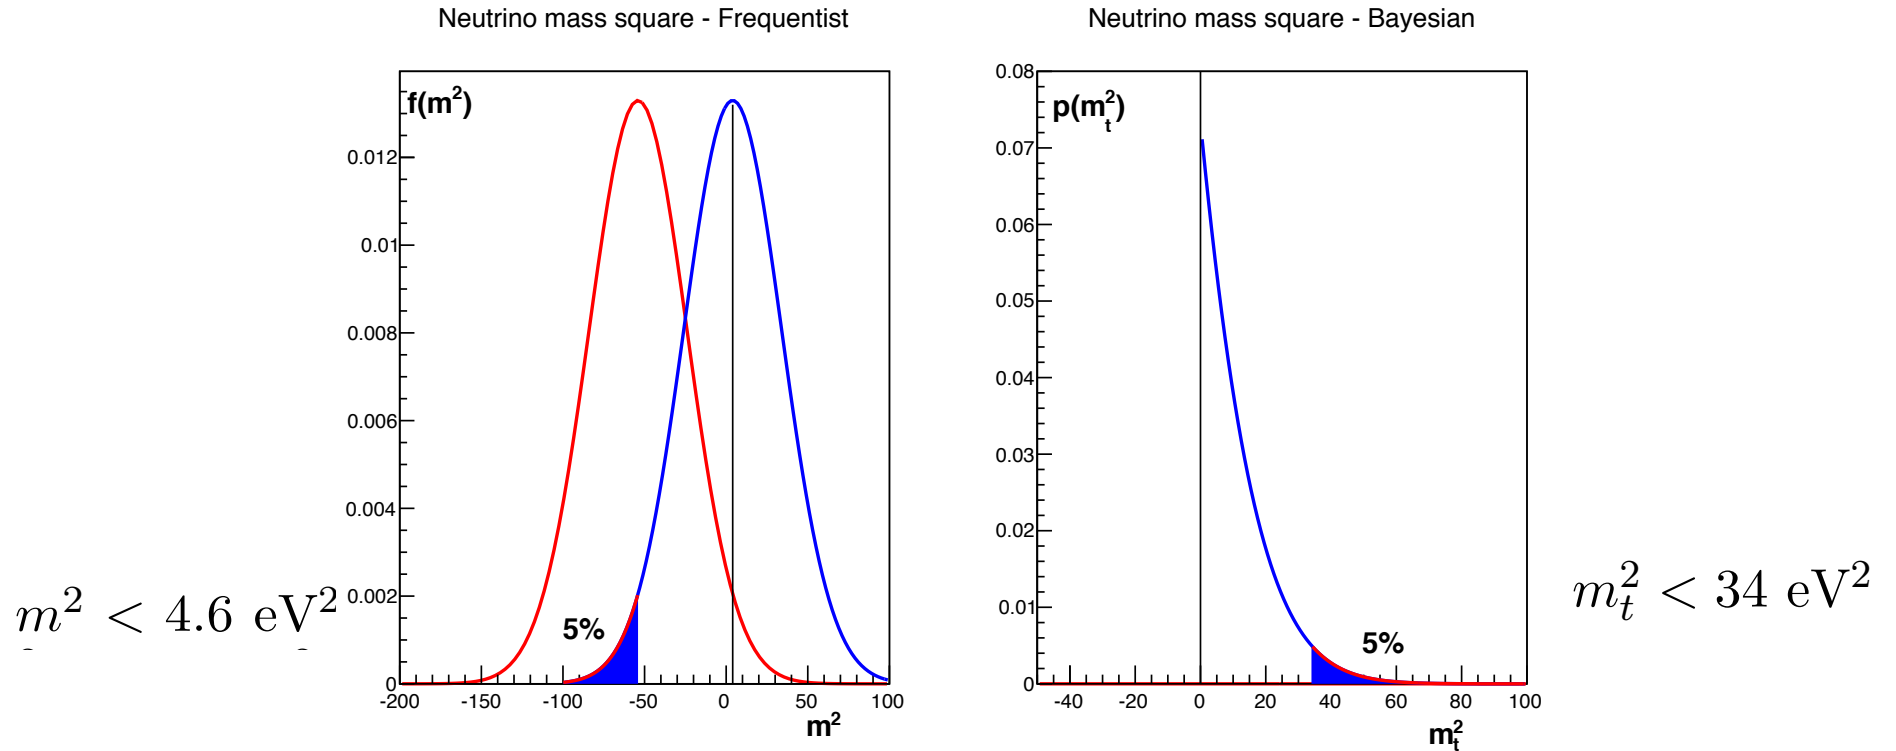 Neutrino mass square - Frequentist
f(m²)
0.012
0.01
0.008
0.006
0.004
0.002
0
-200 -150 -100 -50 0 50 100
m²
5%
m² < 4.6 eV²
Neutrino mass square - Bayesian
p(m²ₜ)
0.08
0.07
0.06
0.05
0.04
0.03
0.02
0.01
0
-40 -20 0 20 40 60 80 100
m²ₜ
5%
m²ₜ < 34 eV²